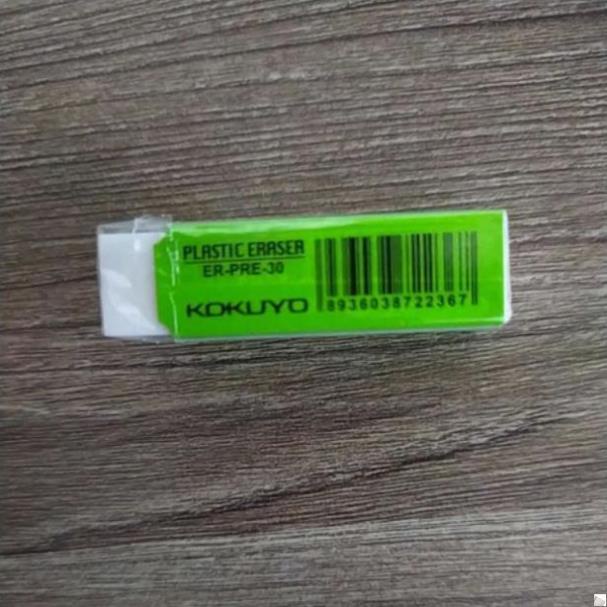 PLASTIC ERASER
ER-PRE-30
KOKUYO
8936038722367